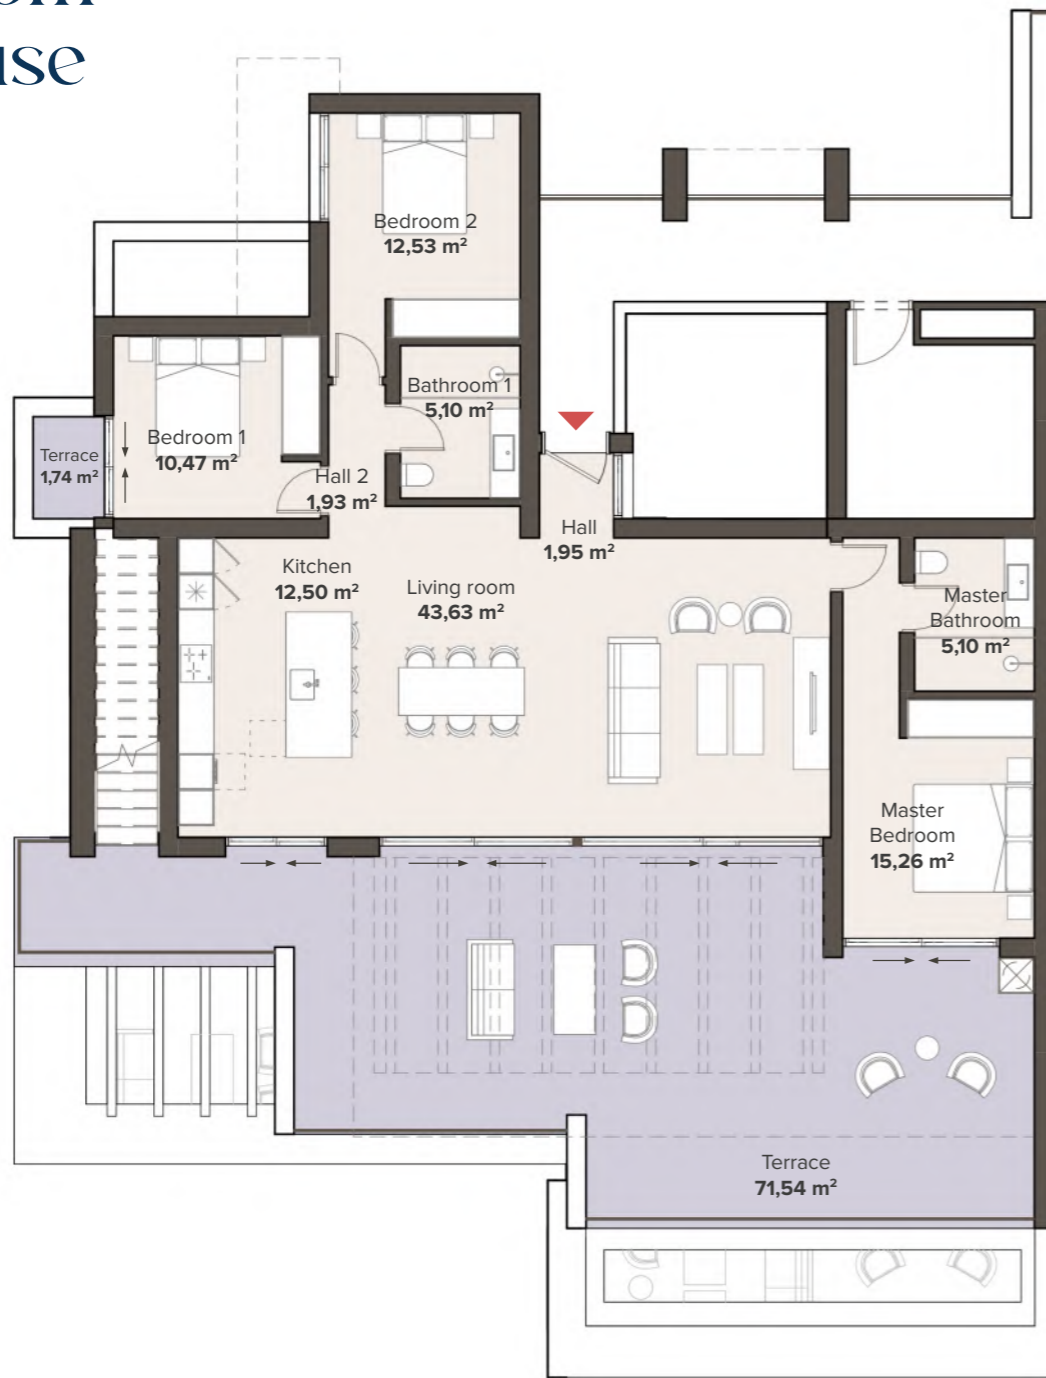 use
Bedroom 2
12,53 m²
Bathroom 1
5,10 m²
Bedroom 1
10,47 m²
Terrace
1,74 m²
Hall 2
1,93 m²
Hall
1,95 m²
Kitchen
12,50 m²
Living room
43,63 m²
Master
Bathroom
5,10 m²
Master
Bedroom
15,26 m²
Terrace
71,54 m²